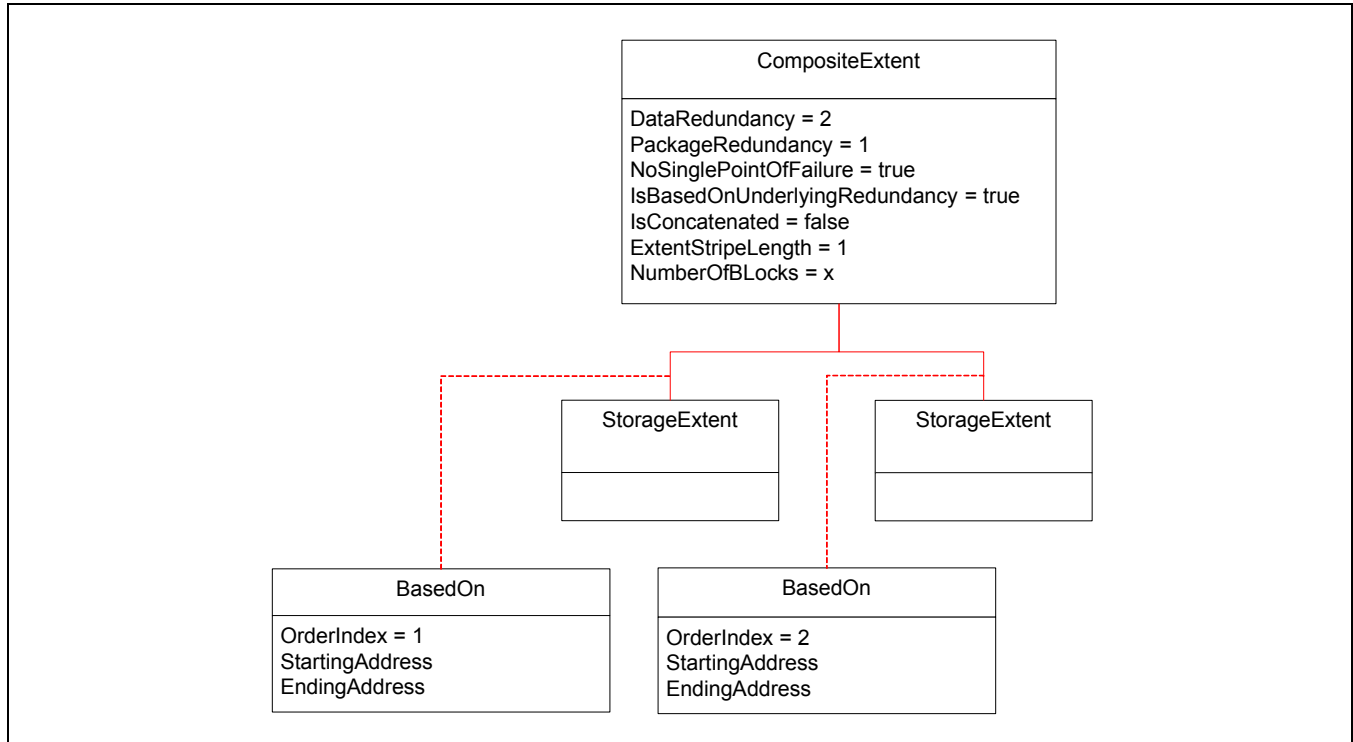 CompositeExtent
DataRedundancy = 2
PackageRedundancy = 1
NoSinglePointOfFailure = true
IsBasedOnUnderlyingRedundancy = true
IsConcatenated = false
ExtentStripeLength = 1
NumberOfBLocks = x
StorageExtent
StorageExtent
BasedOn
OrderIndex = 1
StartingAddress
EndingAddress
BasedOn
OrderIndex = 2
StartingAddress
EndingAddress